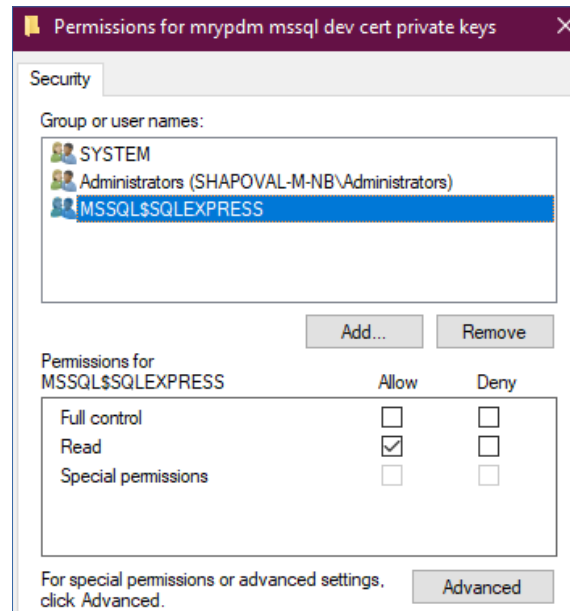 Permissions for mrypdm mssql dev cert private keys
Security
Group or user names:
SYSTEM
Administrators (SHAPOVAL-M-NB\Administrators)
MSSQL$SQLEXPRESS
Add... Remove
Permissions for
MSSQL$SQLEXPRESS Allow Deny
Full control
Read
Special permissions
For special permissions or advanced settings,
click Advanced.
Advanced